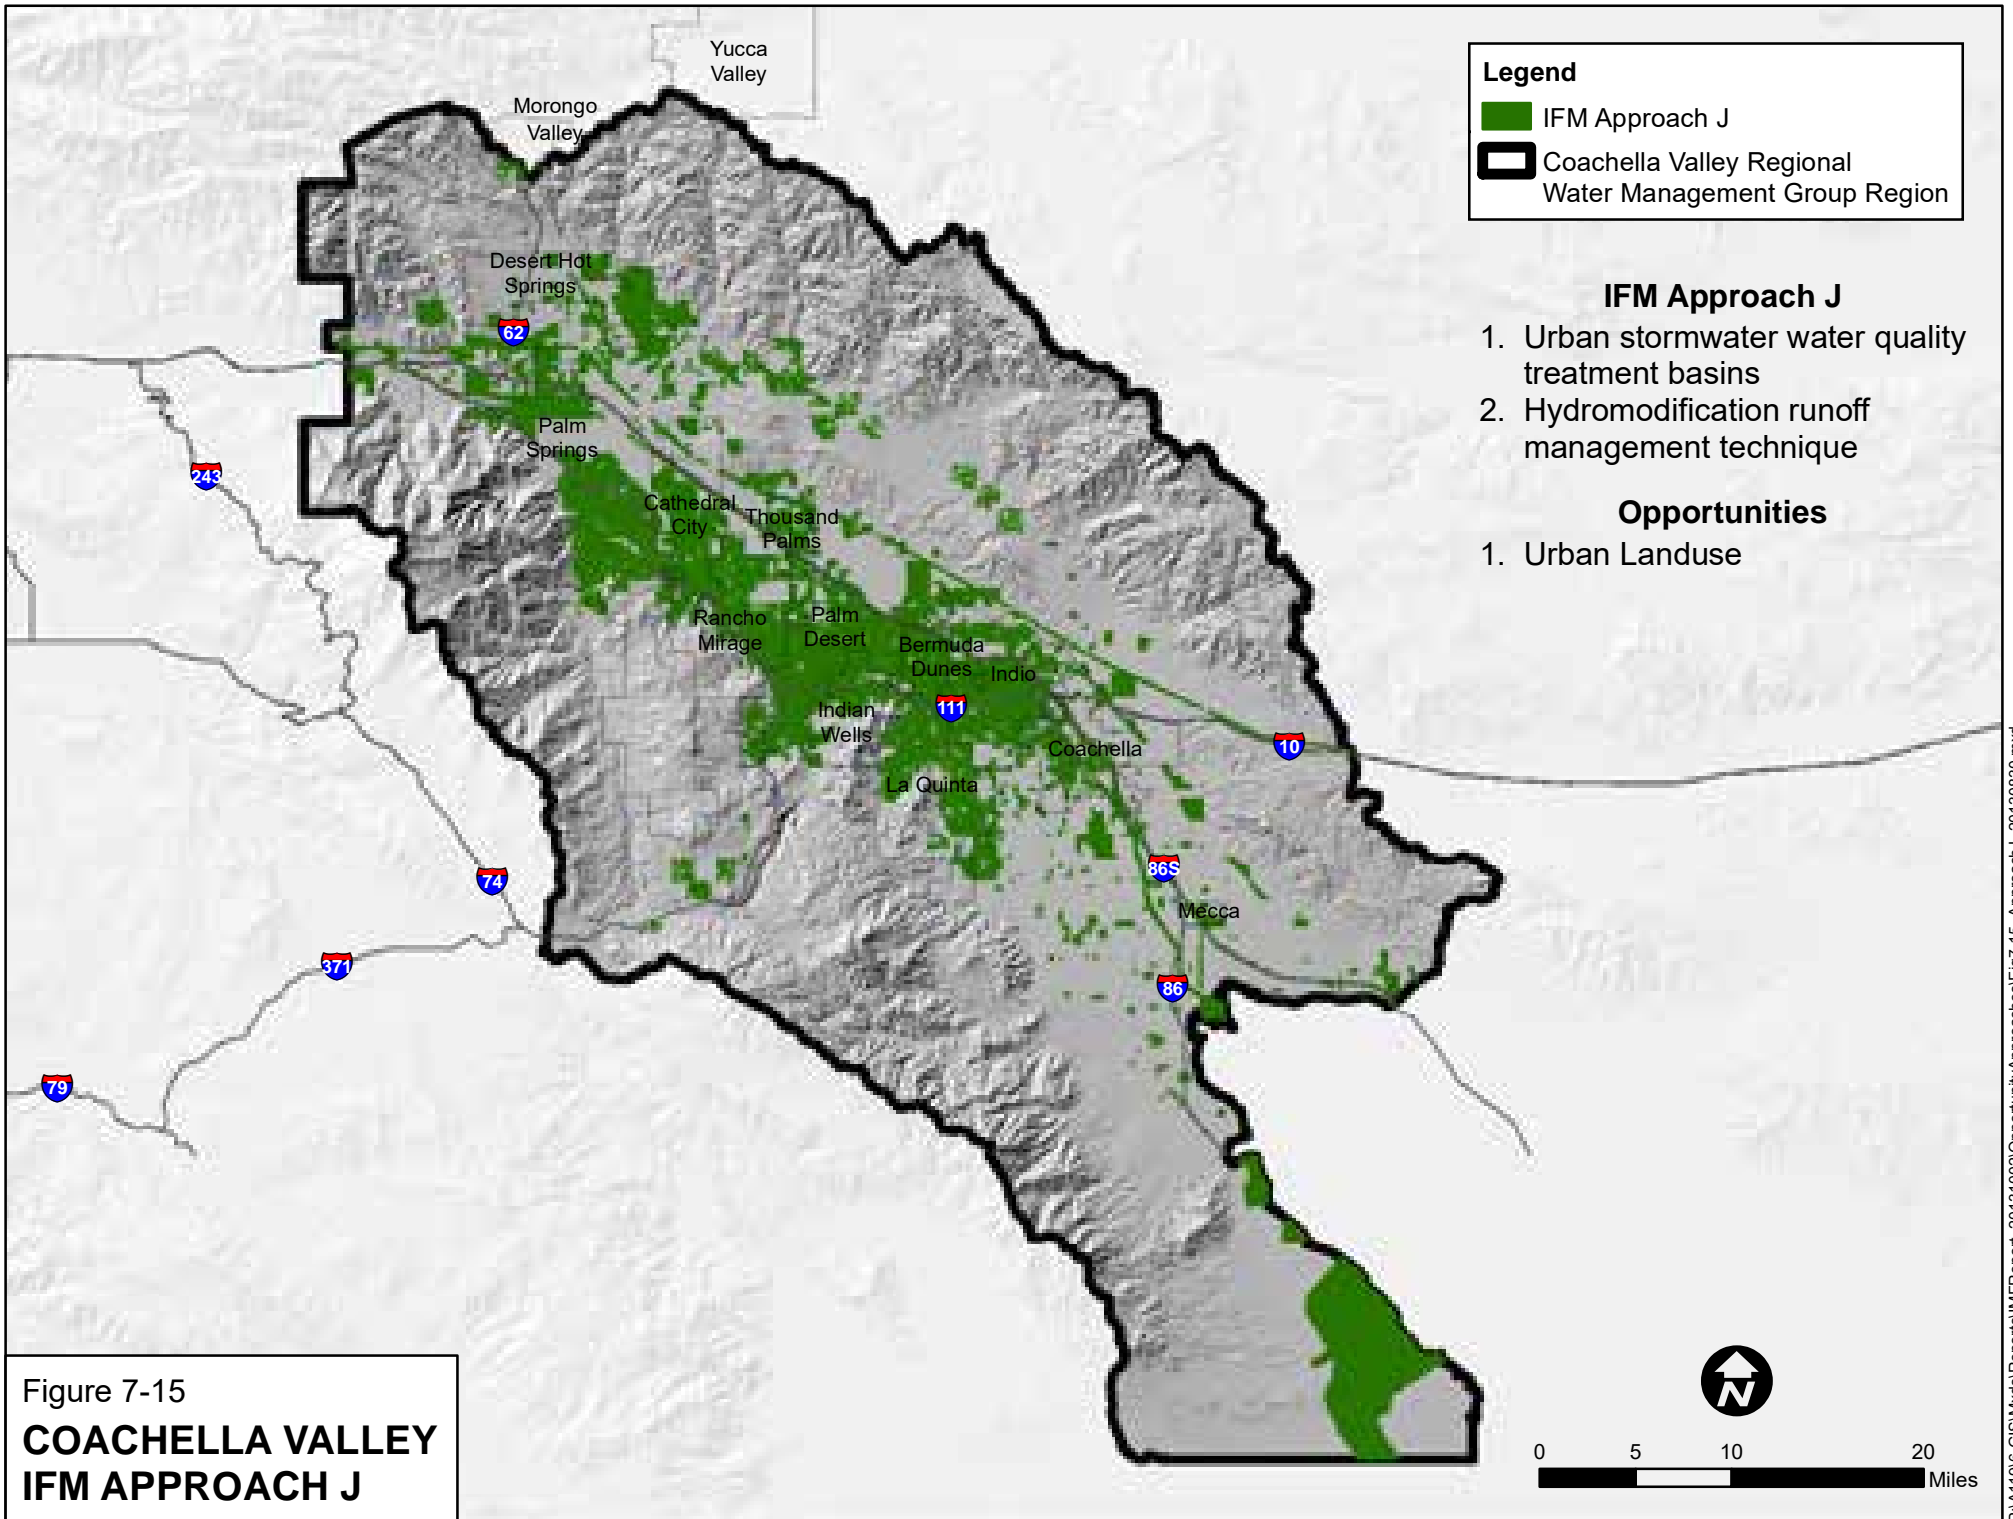 Yucca
Valley
Morongo
Valley
Desert Hot
Springs
62
Palm
Springs
243
Cathedral
City
Thousand
Palms
Rancho
Mirage
Palm
Desert
Bermuda
Dunes
Indio
111
Indian
Wells
10
Coachella
La Quinta
74
86S
Mecca
371
86
79
Legend
IFM Approach J
Coachella Valley Regional
Water Management Group Region
IFM Approach J
1. Urban stormwater water quality
treatment basins
2. Hydromodification runoff
management technique
Opportunities
1. Urban Landuse
N
0 5 10 20
Miles
Figure 7-15
COACHELLA VALLEY
IFM APPROACH J